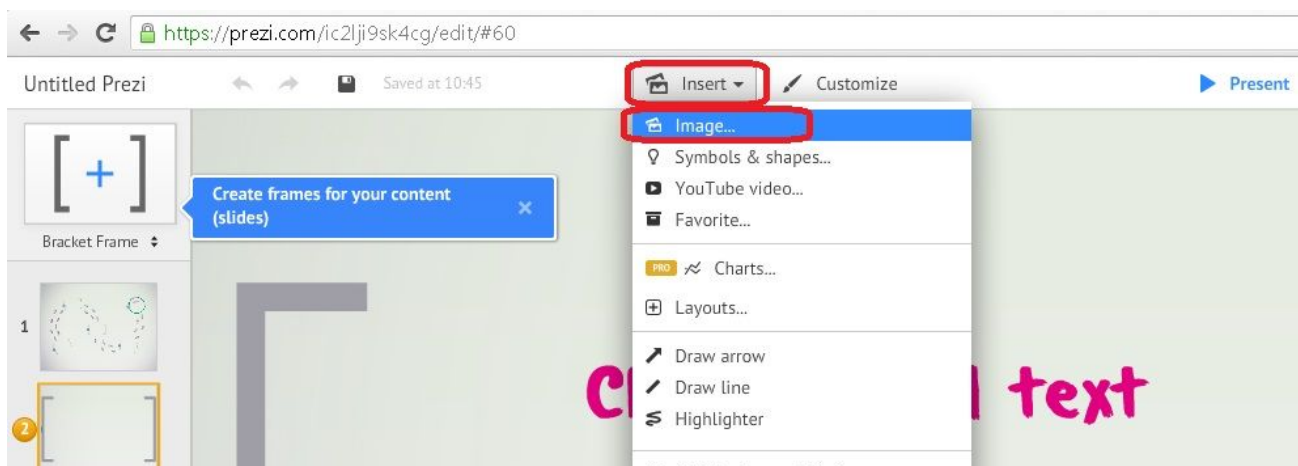 https://prezi.com/ic2lji9sk4cg/edit/#60
Untitled Prezi
Saved at 10:45
Insert
Customize
Present
Image...
Symbols & shapes...
YouTube video...
Favorite...
PRO Charts...
Layouts...
Draw arrow
Draw line
Highlighter
Create frames for your content
(slides)
Bracket Frame
1
2
text